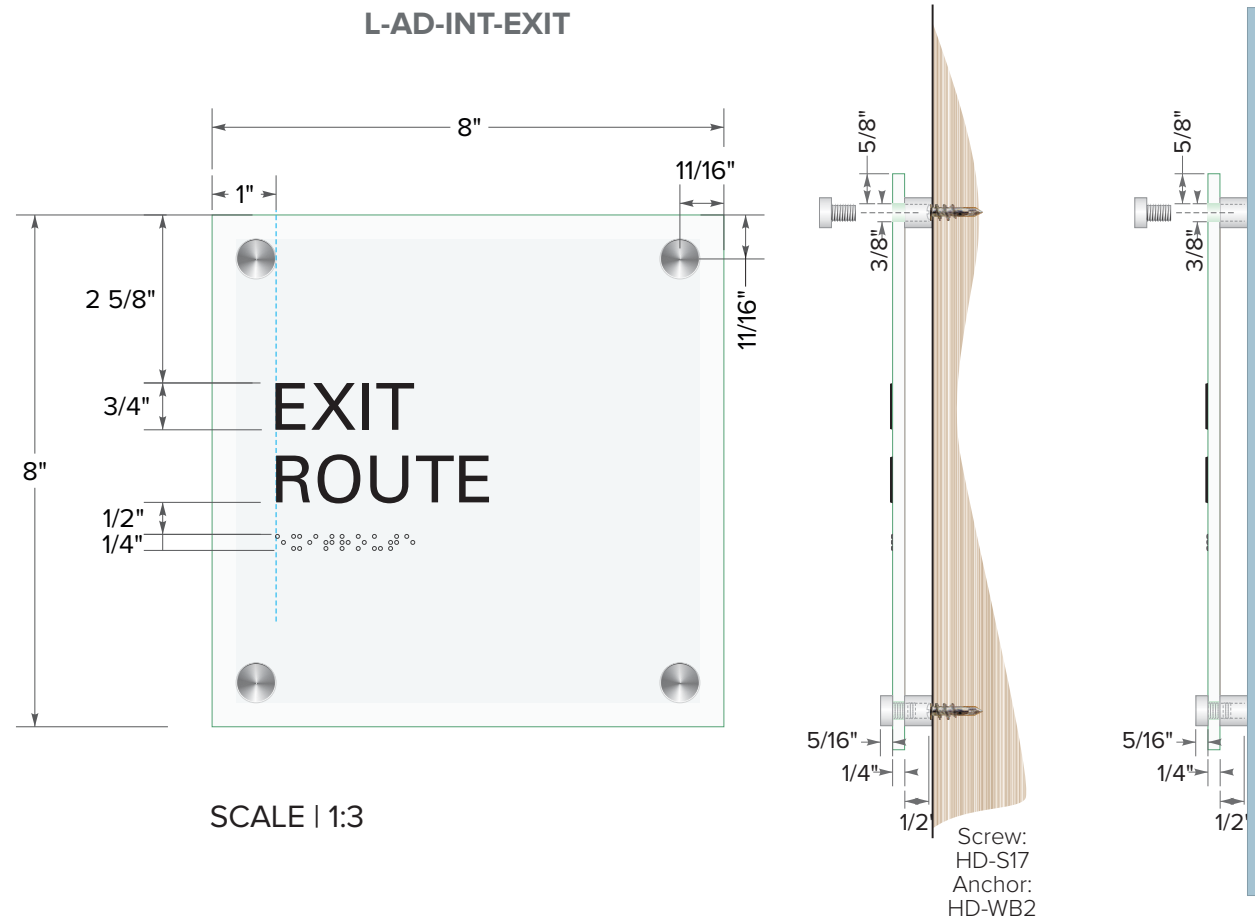 L-AD-INT-EXIT
8"
1"
11/16"
11/16"
2 5/8"
3/4"
8"
1/2"
1/4"
EXIT
ROUTE
SCALE | 1:3
5/8"
3/8"
5/16"
1/4"
1/2"
Screw:
HD-S17
Anchor:
HD-WB2
5/8"
3/8"
5/16"
1/4"
1/2"